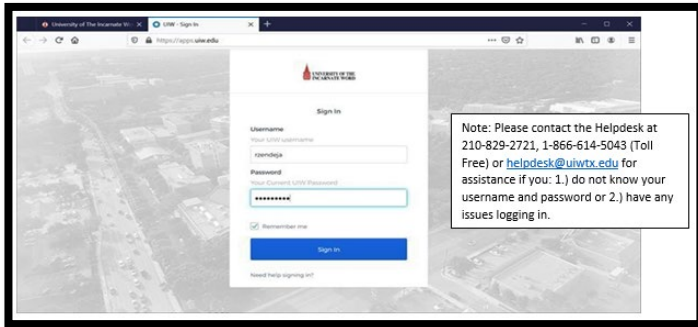 University of The Incarnate Wo
UIW - Sign In
https://apps.uiw.edu
UNIVERSITY OF THE
INCARNATE WORD
Sign In
Username
Your UIW username
rzendeja
Password
Your Current UIW Password
Remember me
Sign In
Need help signing in?
Note: Please contact the Helpdesk at
210-829-2721, 1-866-614-5043 (Toll
Free) or helpdesk@uiwtx.edu for
assistance if you: 1.) do not know your
username and password or 2.) have any
issues logging in.